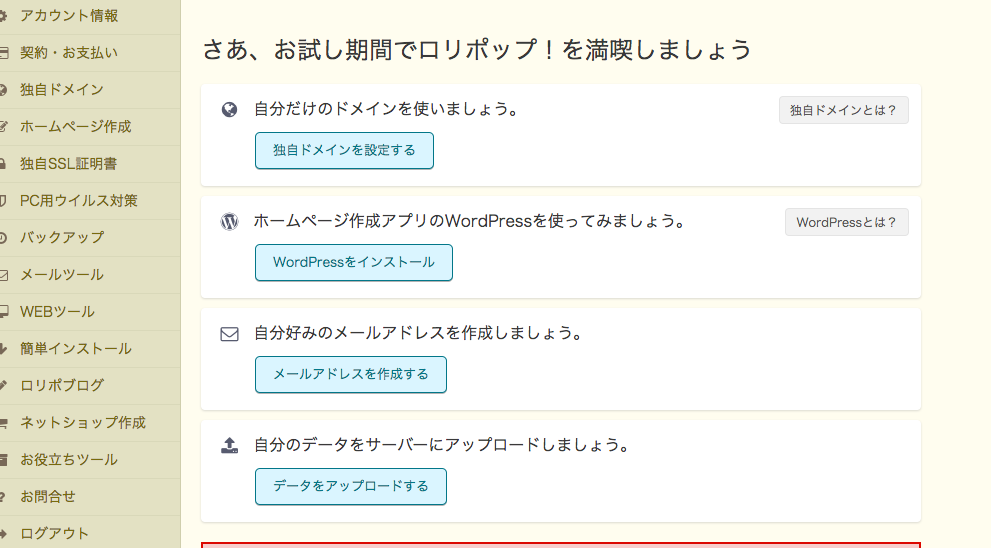 アカウント情報
契約・お支払い
独自ドメイン
ホームページ作成
独自SSL証明書
PC用ウイルス対策
バックアップ
メールツール
WEBツール
簡単インストール
ロリポブログ
ネットショップ作成
お役立ちツール
お問合せ
ログアウト
さあ、お試し期間でロリポップ！を満喫しましょう
自分だけのドメインを使いましょう。
独自ドメインとは？
独自ドメインを設定する
ホームページ作成アプリのWordPressを使ってみましょう。
WordPressとは？
WordPressをインストール
自分好みのメールアドレスを作成しましょう。
メールアドレスを作成する
自分のデータをサーバーにアップロードしましょう。
データをアップロードする